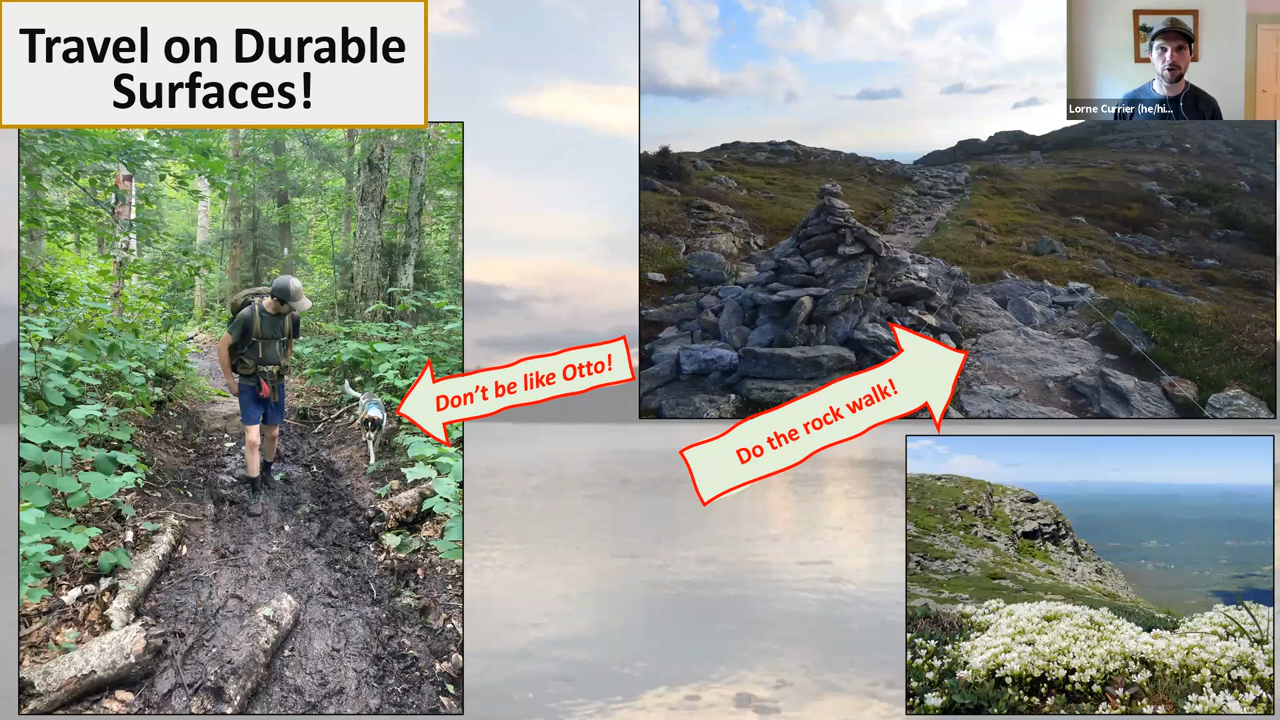 Travel on Durable
Surfaces!
Lorne Currier (he/hi...
Don't be like Otto!
Do the rock walk!